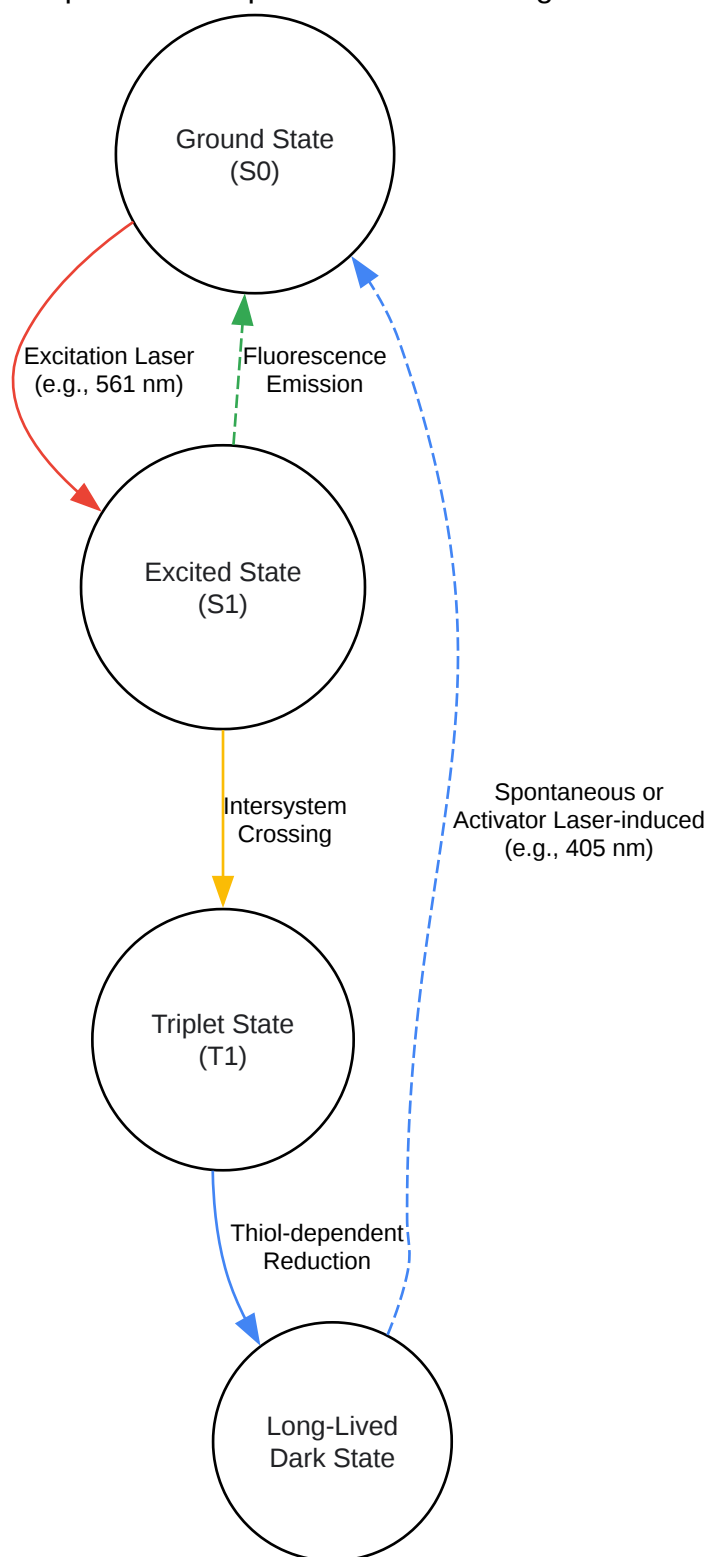 Ground State
(S0)
Excitation Laser
(e.g., 561 nm)
Fluorescence
Emission
Excited State
(S1)
Intersystem
Crossing
Spontaneous or
Activator Laser-induced
(e.g., 405 nm)
Triplet State
(T1)
Thiol-dependent
Reduction
Long-Lived
Dark State